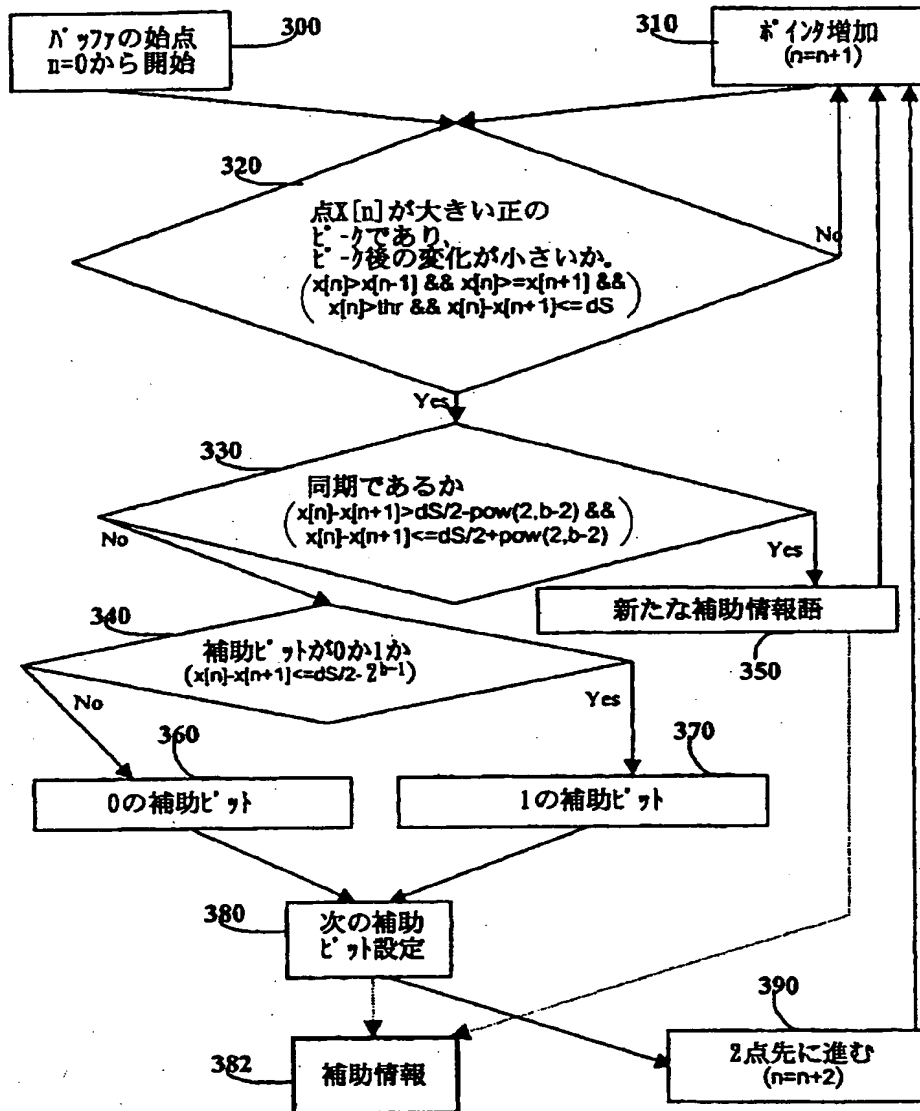 バッファの始点
n=0から開始
300
310
ポインタ増加
(n=n+1)
320
点X[n]が大きい正の
ピークであり、
ピーク後の変化が小さいか。
x[n]>x[n-1] && x[n]>=x[n+1] &&
x[n]>thr && x[n]-x[n+1]<=dS
No
Yes
330
同期であるか
x[n]-x[n+1]>dS/2-pow(2,b-2) &&
x[n]-x[n+1]<=dS/2+pow(2,b-2)
No
Yes
340
補助ビットが0か1か
(x[n]-x[n+1]<=dS/2-2^{b-1})
新たな補助情報語
350
No
Yes
360
370
0の補助ビット
1の補助ビット
380
次の補助
ビット設定
390
382
補助情報
2点先に進む
(n=n+2)